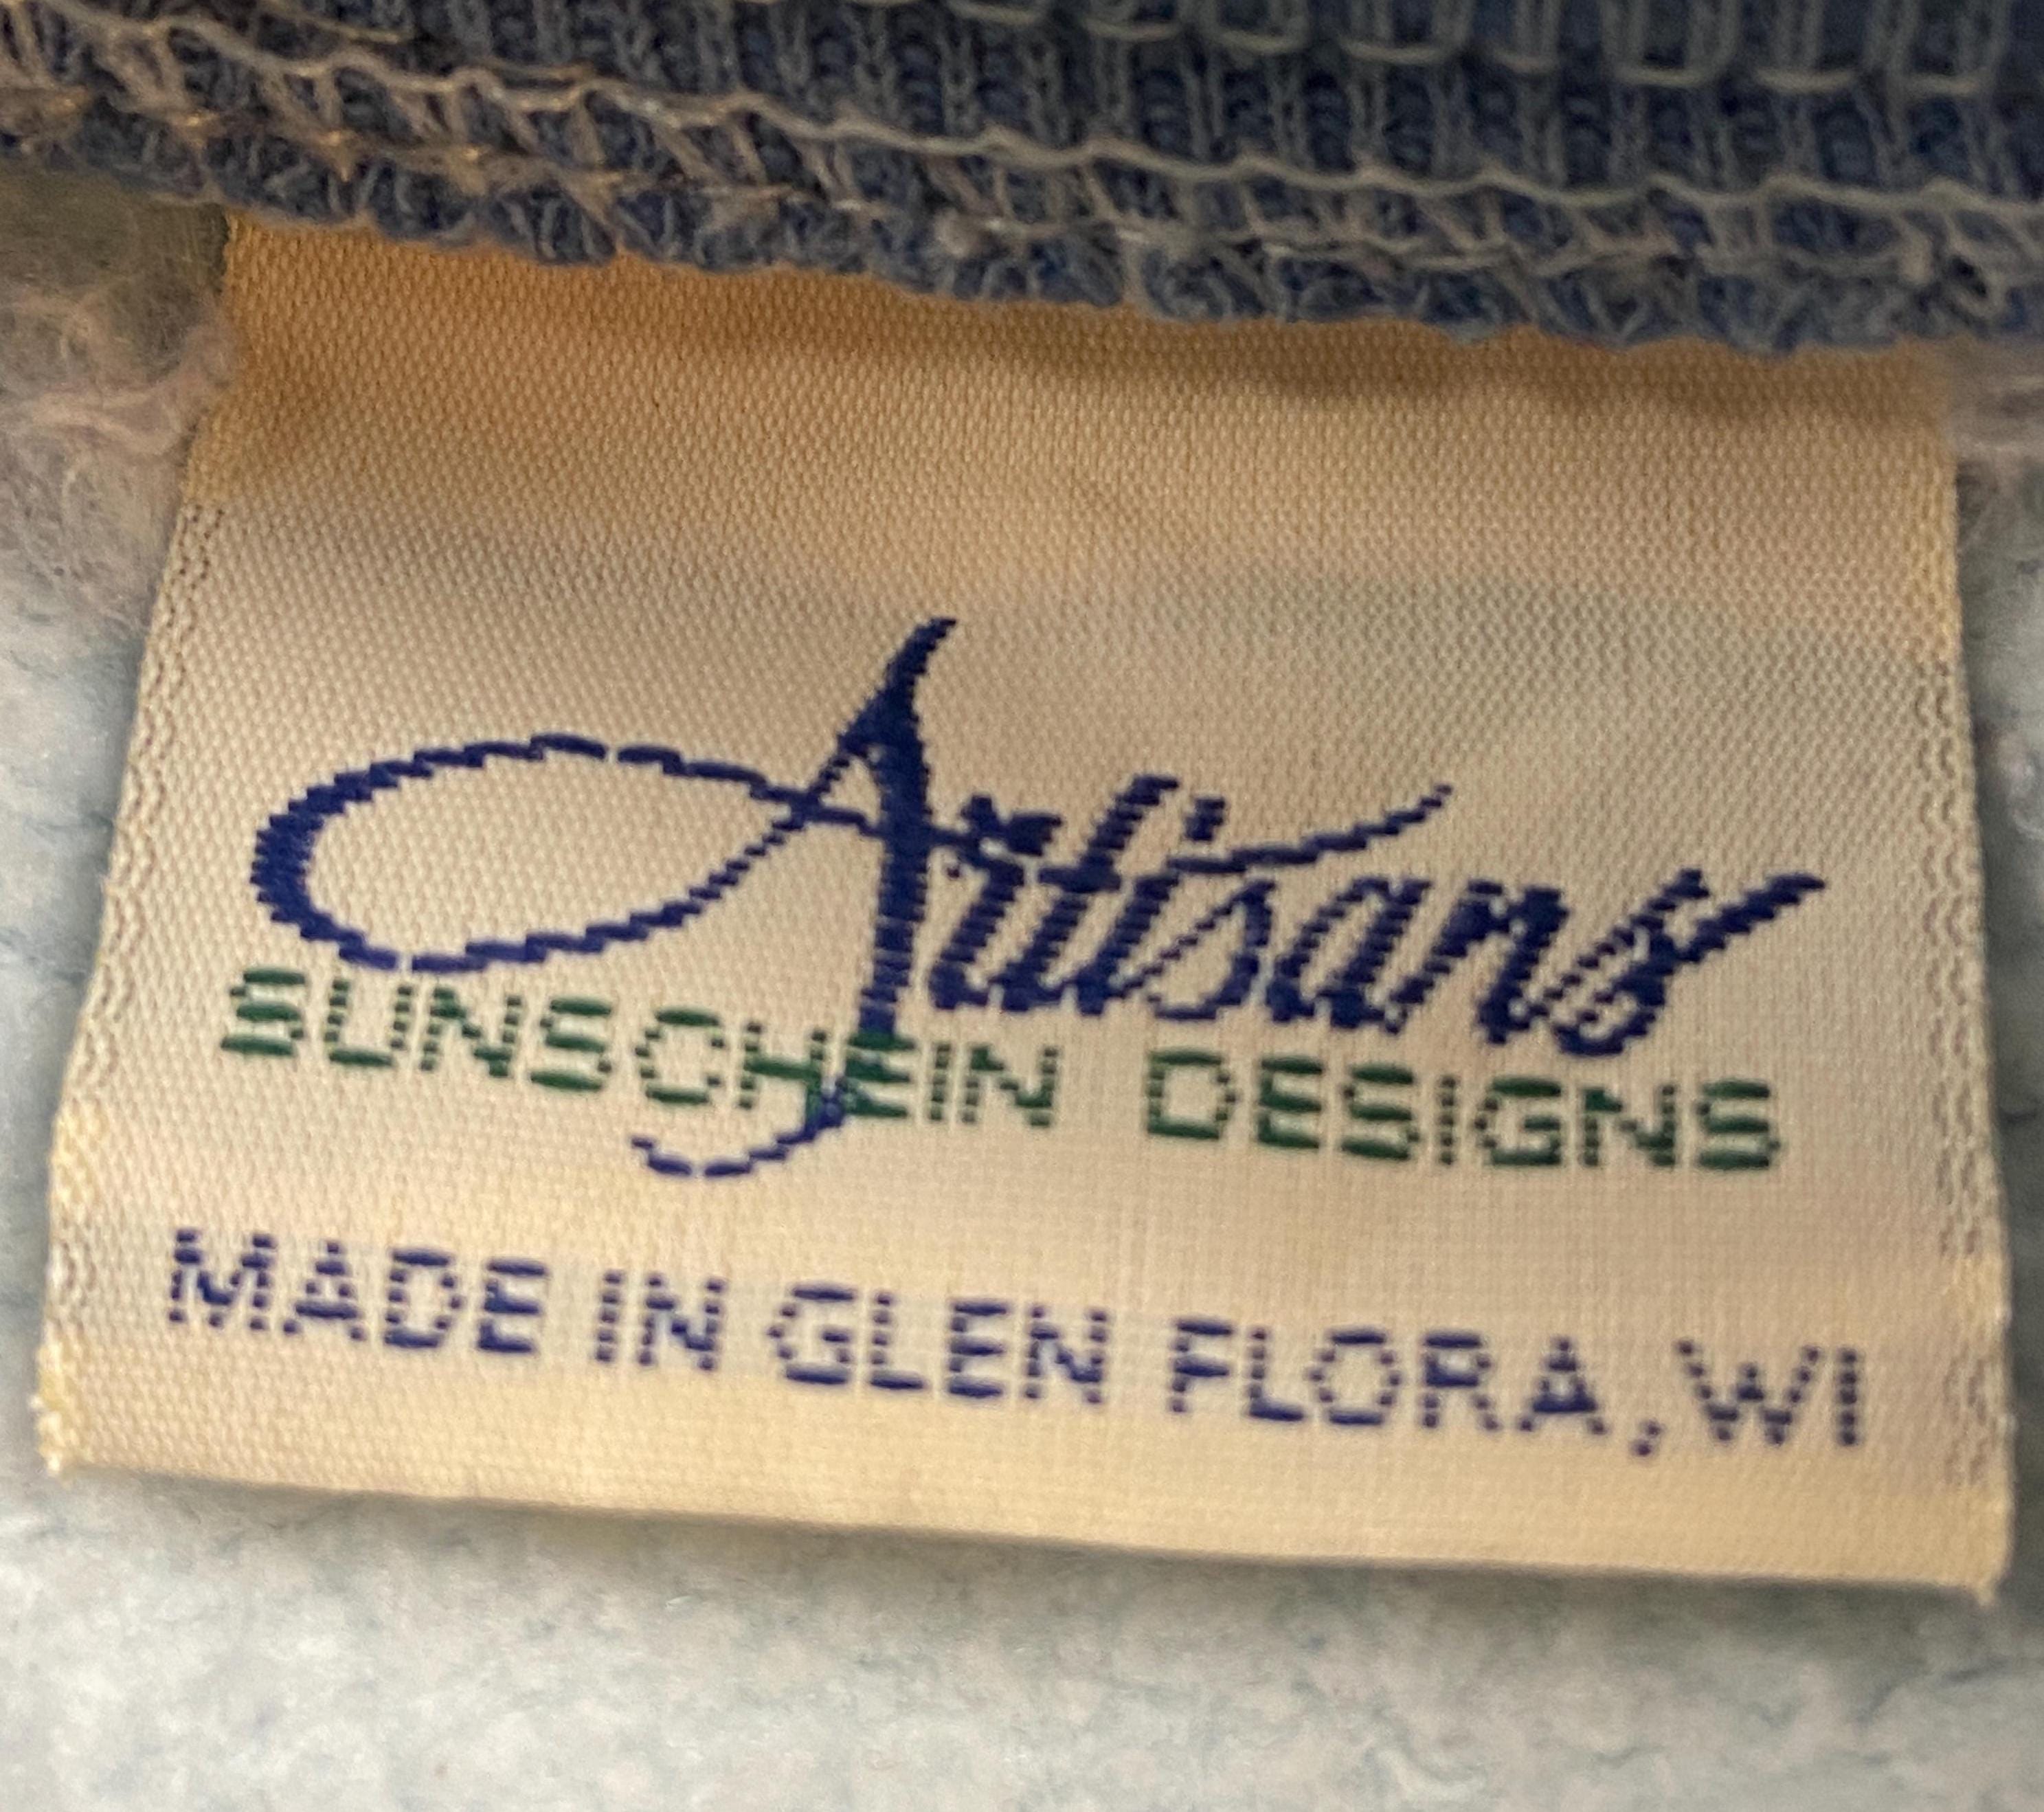 Artisans
SUNSCHEIN DESIGNS
MADE IN GLEN FLORA, WI